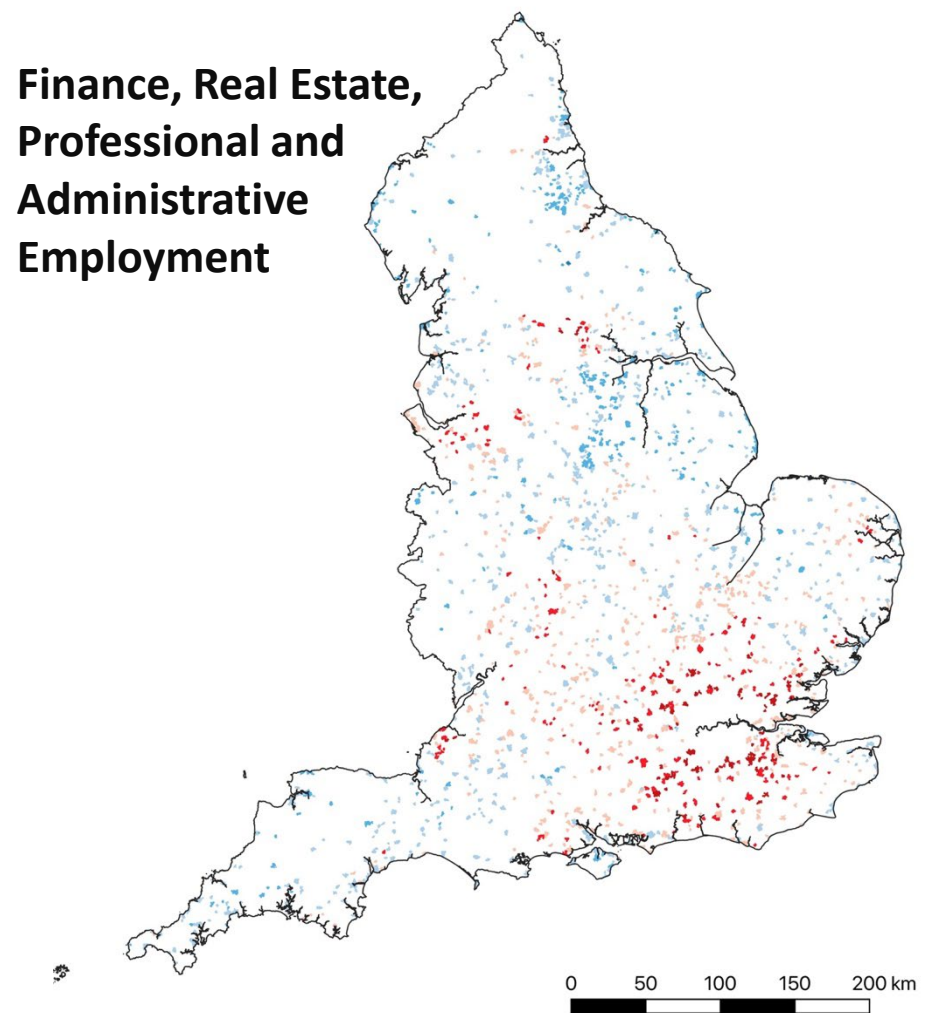 Finance, Real Estate,
Professional and
Administrative
Employment
0 50 100 150 200 km